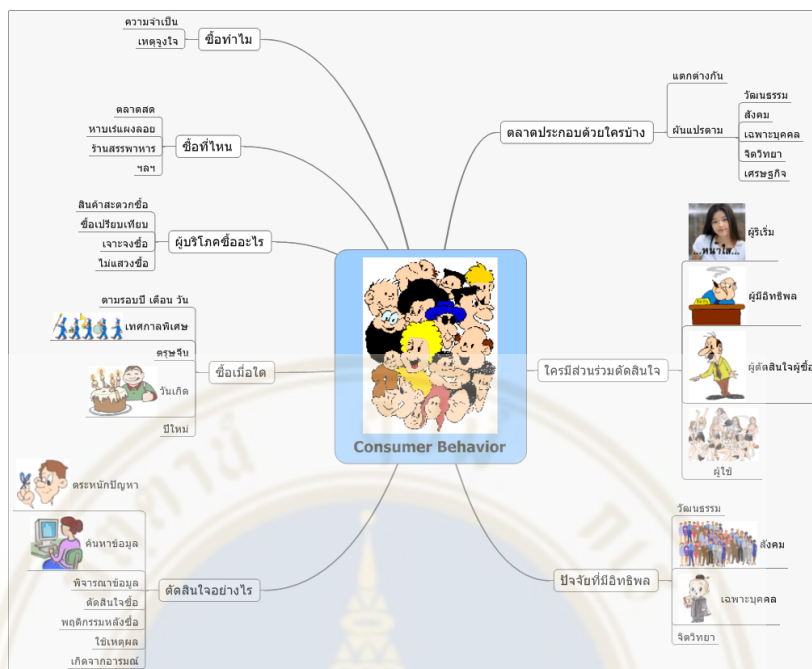 ความจำเป็น
เหตุจูงใจ
ซื้อทำไม
ตลาดสด
หาบเร่แผงลอย
ร้านสรรพาหาร
ฯลฯ
ซื้อที่ไหน
สินค้าสะดวกซื้อ
ซื้อเปรียบเทียบ
เจาะจงซื้อ
ไม่แสวงซื้อ
ผู้บริโภคซื้ออะไร
ตามรอบปี เดือน วัน
เทศกาลพิเศษ
ตรุษจีน
วันเกิด
ปีใหม่
ซื้อเมื่อใด
ตระหนักปัญหา
ค้นหาข้อมูล
พิจารณาข้อมูล
ตัดสินใจซื้อ
พฤติกรรมหลังซื้อ
ใช้เหตุผล
เกิดจากอารมณ์
ตัดสินใจอย่างไร
Consumer Behavior
ตลาดประกอบด้วยใครบ้าง
แตกต่างกัน
ผันแปรตาม
วัฒนธรรม
สังคม
เฉพาะบุคคล
จิตวิทยา
เศรษฐกิจ
ใครมีส่วนร่วมตัดสินใจ
...หน้าใส...
ผู้ริเริ่ม
ผู้มีอิทธิพล
ผู้ตัดสินใจผู้ซื้อ
ผู้ใช้
ปัจจัยที่มีอิทธิพล
วัฒนธรรม
สังคม
เฉพาะบุคคล
จิตวิทยา